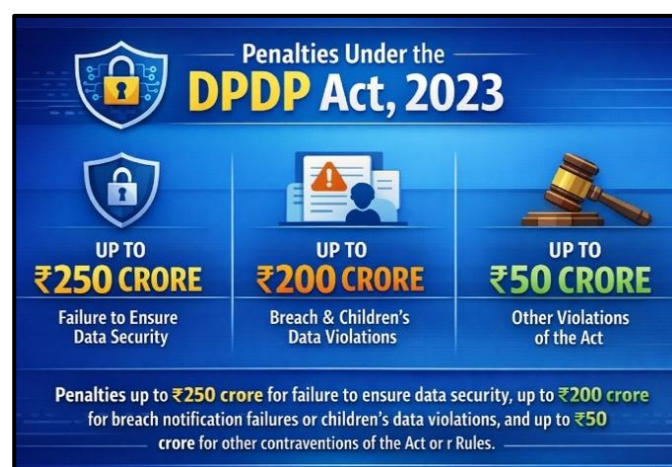 Penalties Under the
DPDP Act, 2023
UP TO
₹250 CRORE
Failure to Ensure
Data Security
UP TO
₹200 CRORE
Breach & Children's
Data Violations
UP TO
₹50 CRORE
Other Violations
of the Act
Penalties up to ₹250 crore for failure to ensure data security, up to ₹200 crore
for breach notification failures or children's data violations, and up to ₹50
crore for other contraventions of the Act or r Rules.